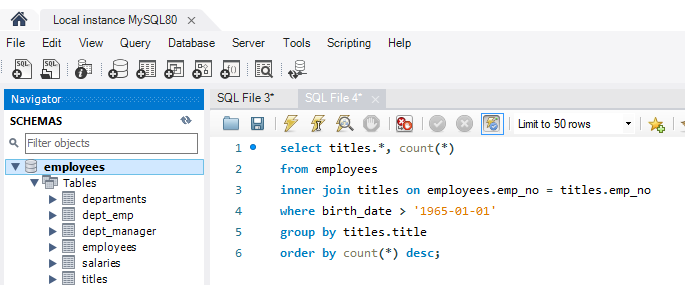 Local instance MySQL80
File Edit View Query Database Server Tools Scripting Help
Navigator
SCHEMAS
Filter objects
employees
Tables
departments
dept_emp
dept_manager
employees
salaries
titles
SQL File 3*
SQL File 4*
Limit to 50 rows
1 select titles.*, count(*)
2 from employees
3 inner join titles on employees.emp_no = titles.emp_no
4 where birth_date > '1965-01-01'
5 group by titles.title
6 order by count(*) desc;